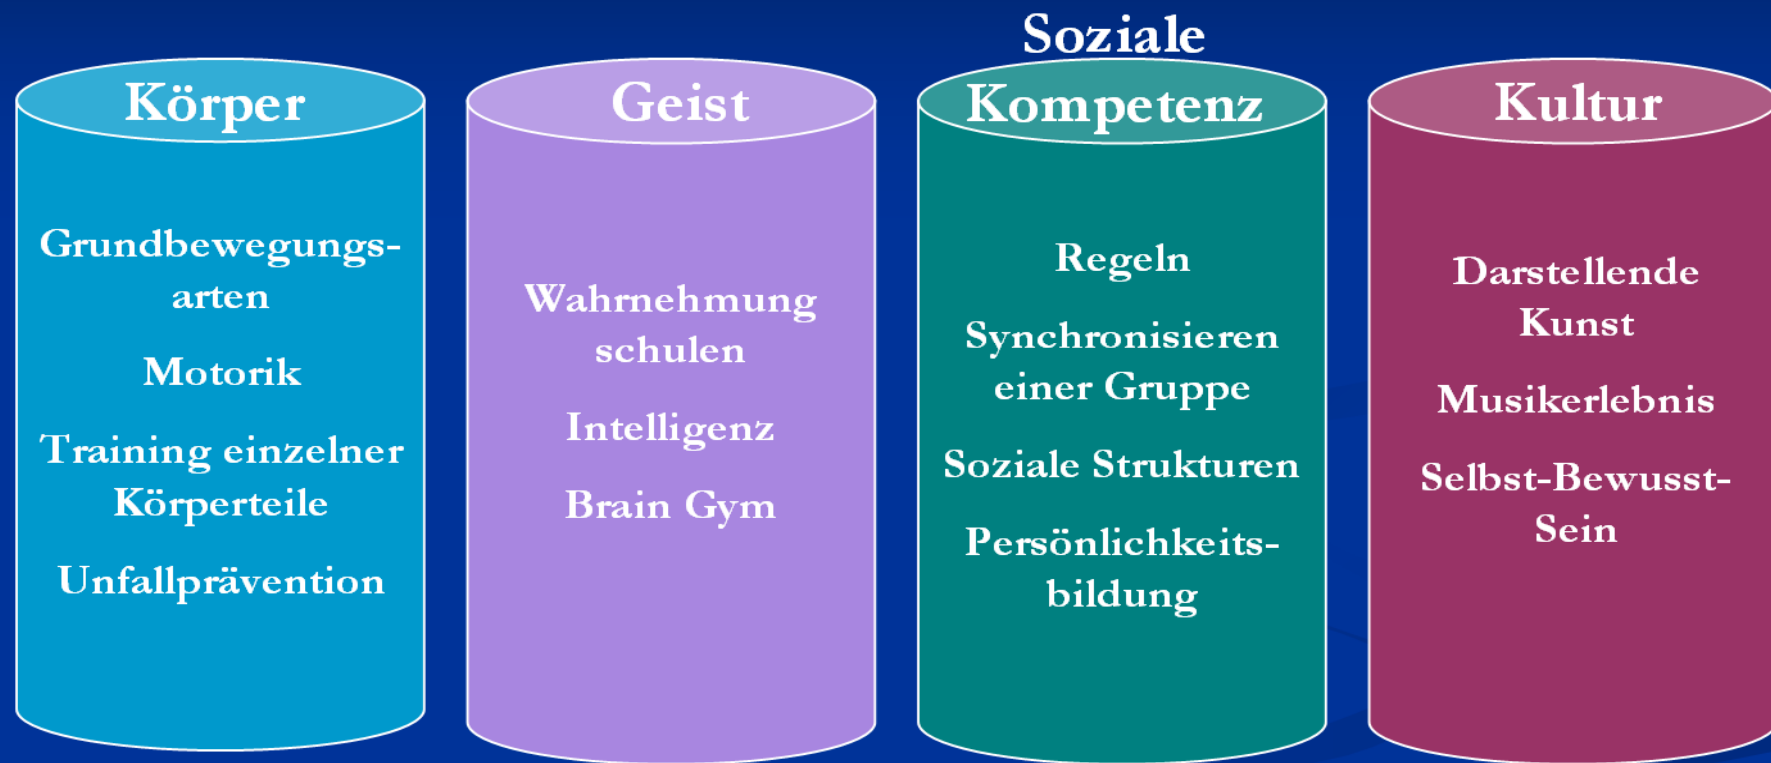 Körper
Grundbewegungs-
arten
Motorik
Training einzelner
Körperteile
Unfallprävention
Geist
Wahrnehmung
schulen
Intelligenz
Brain Gym
Soziale
Kompetenz
Regeln
Synchronisieren
einer Gruppe
Soziale Strukturen
Persönlichkeits-
bildung
Kultur
Darstellende
Kunst
Musikerlebnis
Selbst-Bewusst-
Sein